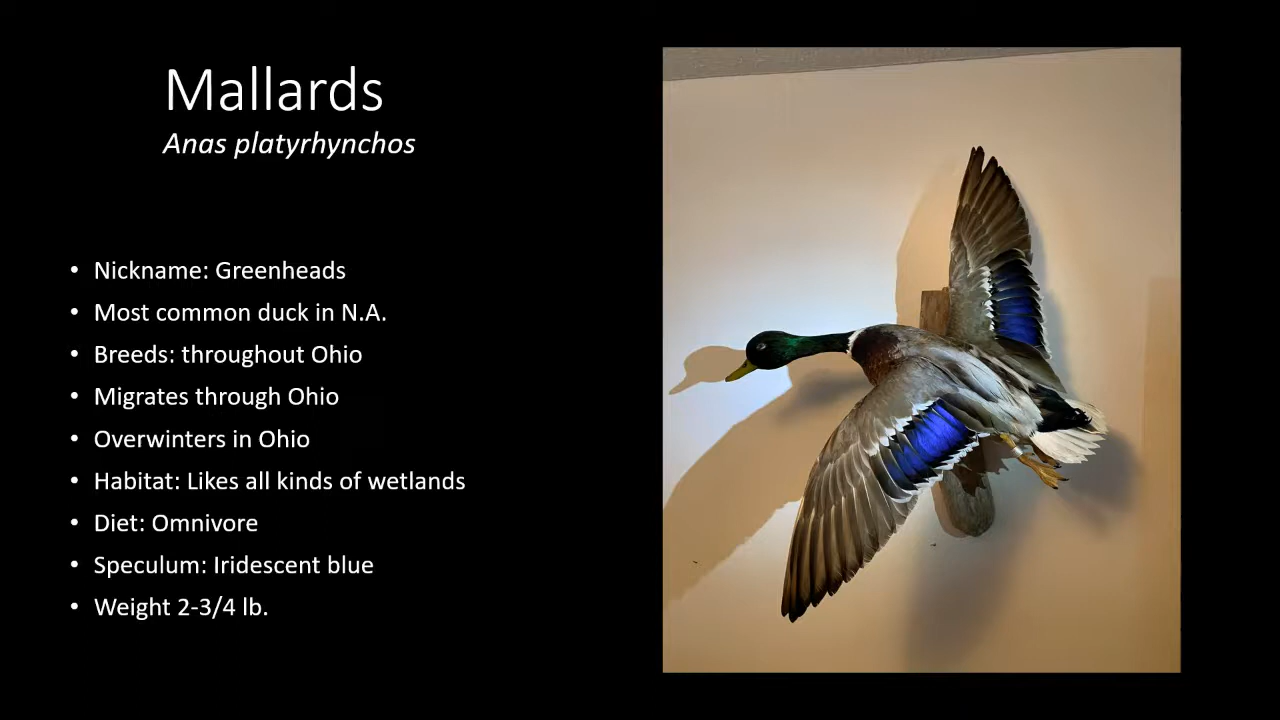 Mallards
Anas platyrhynchos
• Nickname: Greenheads
• Most common duck in N.A.
• Breeds: throughout Ohio
• Migrates through Ohio
• Overwinters in Ohio
• Habitat: Likes all kinds of wetlands
• Diet: Omnivore
• Speculum: Iridescent blue
• Weight 2-3/4 lb.